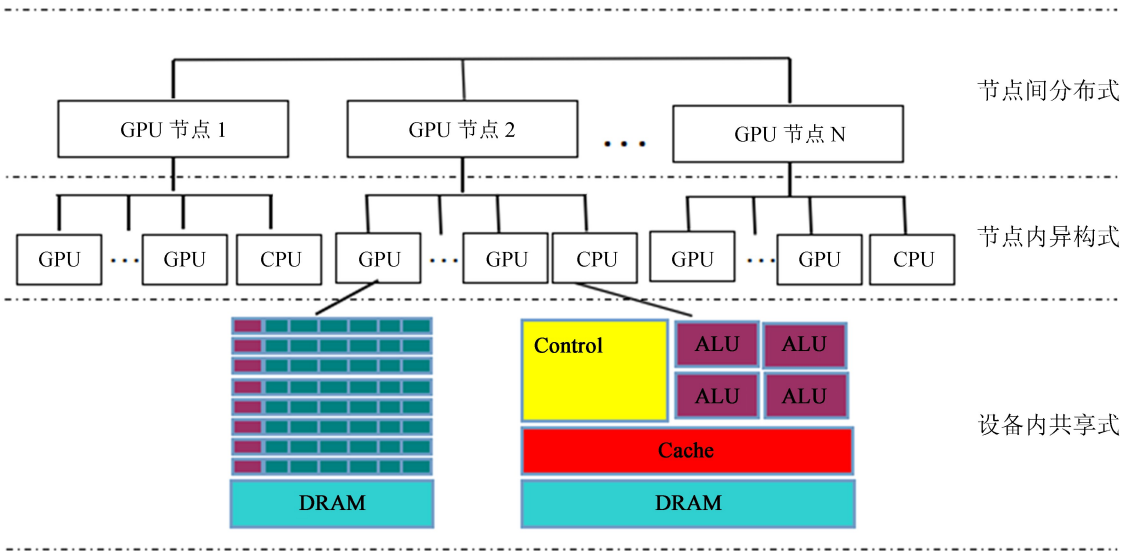 节点间分布式
GPU 节点 1
GPU 节点 2
...
GPU 节点 N
节点内异构式
GPU
...
GPU
CPU
GPU
...
GPU
CPU
GPU
...
GPU
CPU
Control
ALU
ALU
ALU
ALU
设备内共享式
Cache
DRAM
DRAM